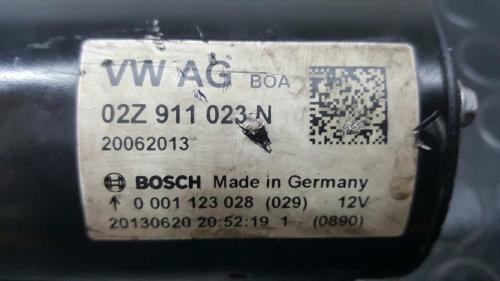 VW AG BOA
02Z 911 023 N
20062013
BOSCH Made in Germany
↑ 0 001 123 028 (029) 12V
20130620 20:52:19 1 (0890)